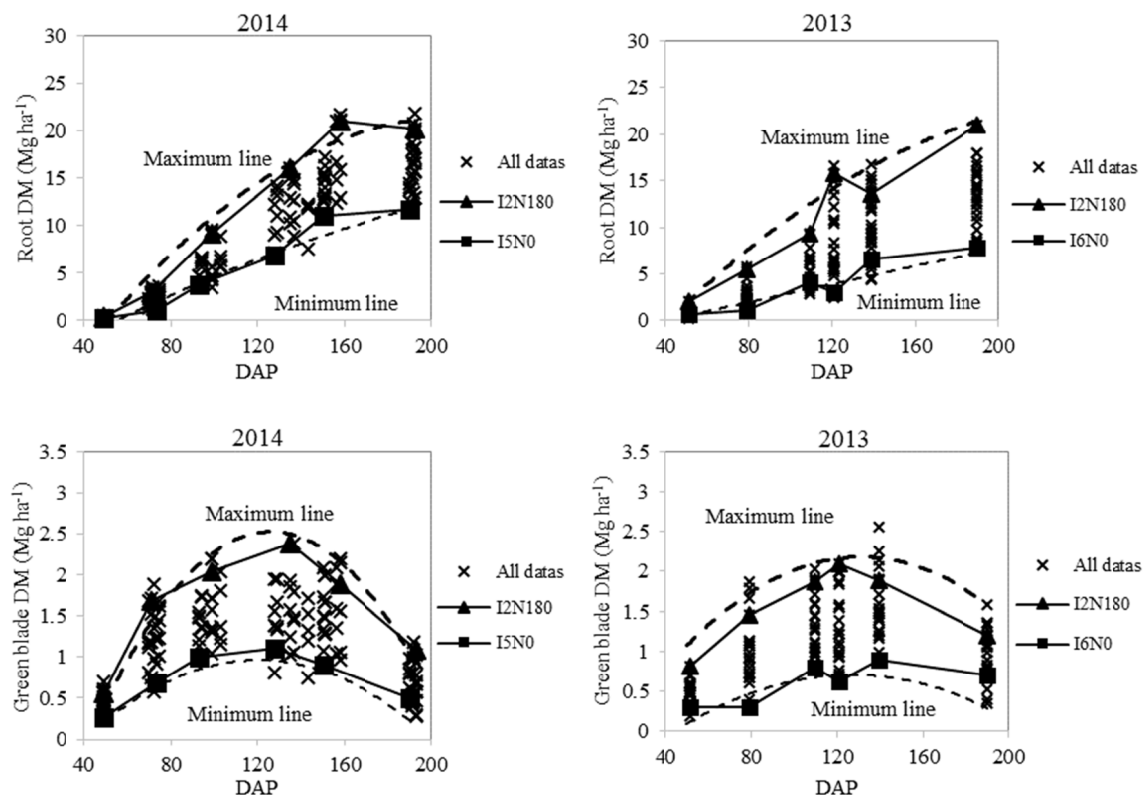 2014
Root DM (Mg ha-1)
30
25
20
15
10
5
0
40
80
120
160
200
DAP
Maximum line
Minimum line
All datas
I2N180
I5N0
2013
Root DM (Mg ha-1)
30
25
20
15
10
5
0
40
80
120
160
200
DAP
Maximum line
Minimum line
All datas
I2N180
I6N0
2014
Green blade DM (Mg ha-1)
3.5
3
2.5
2
1.5
1
0.5
0
40
80
120
160
200
DAP
Maximum line
Minimum line
All datas
I2N180
I5N0
2013
Green blade DM (Mg ha-1)
3.5
3
2.5
2
1.5
1
0.5
0
40
80
120
160
200
DAP
Maximum line
Minimum line
All datas
I2N180
I6N0